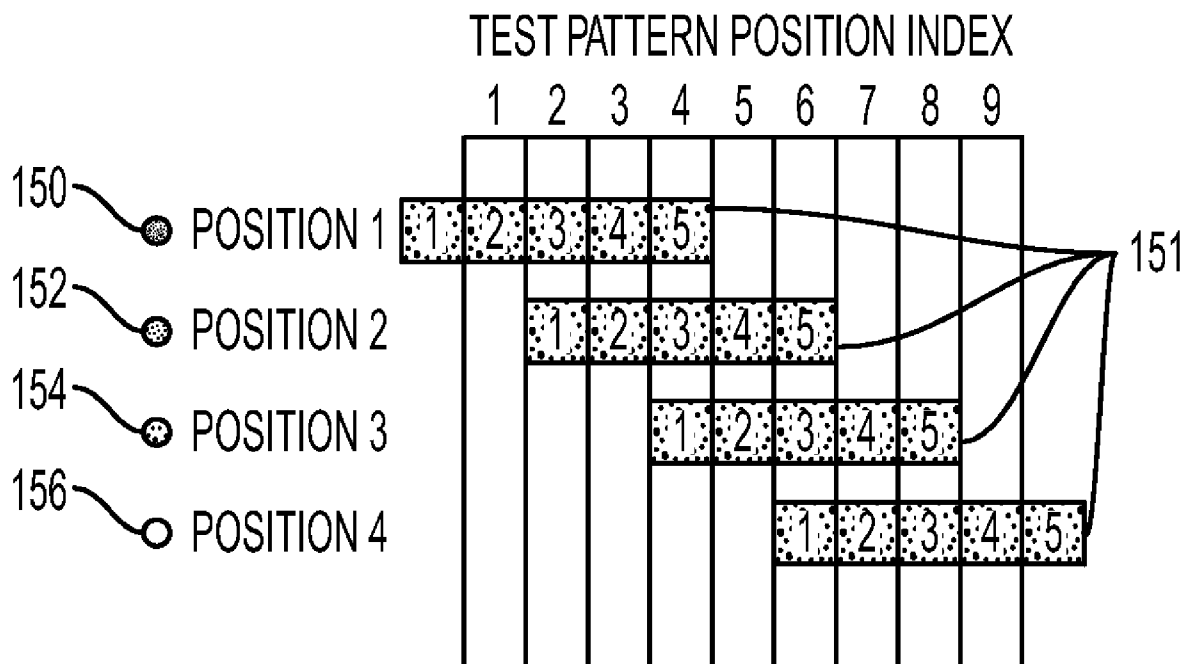 TEST PATTERN POSITION INDEX
1 2 3 4 5 6 7 8 9
150
POSITION 1 1 2 3 4 5
151
152
POSITION 2 1 2 3 4 5
154
POSITION 3 1 2 3 4 5
156
POSITION 4 1 2 3 4 5